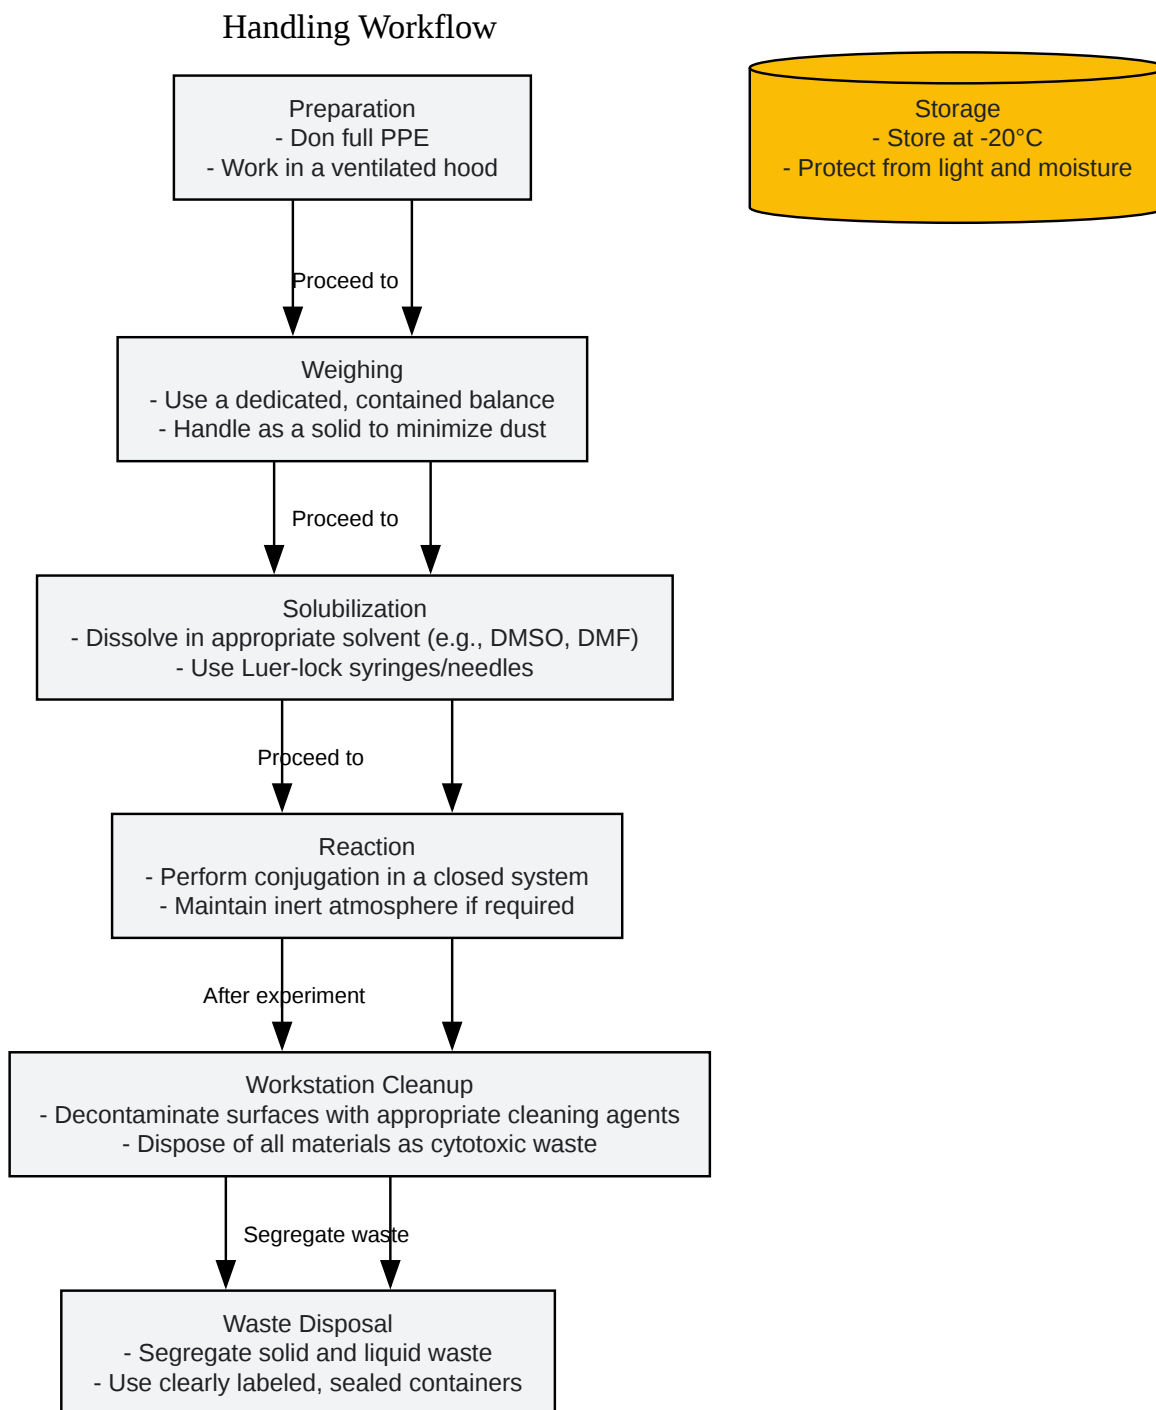 Handling Workflow
Preparation
- Don full PPE
- Work in a ventilated hood
Storage
- Store at -20°C
- Protect from light and moisture
Proceed to
Weighing
- Use a dedicated, contained balance
- Handle as a solid to minimize dust
Proceed to
Solubilization
- Dissolve in appropriate solvent (e.g., DMSO, DMF)
- Use Luer-lock syringes/needles
Proceed to
Reaction
- Perform conjugation in a closed system
- Maintain inert atmosphere if required
After experiment
Workstation Cleanup
- Decontaminate surfaces with appropriate cleaning agents
- Dispose of all materials as cytotoxic waste
Segregate waste
Waste Disposal
- Segregate solid and liquid waste
- Use clearly labeled, sealed containers